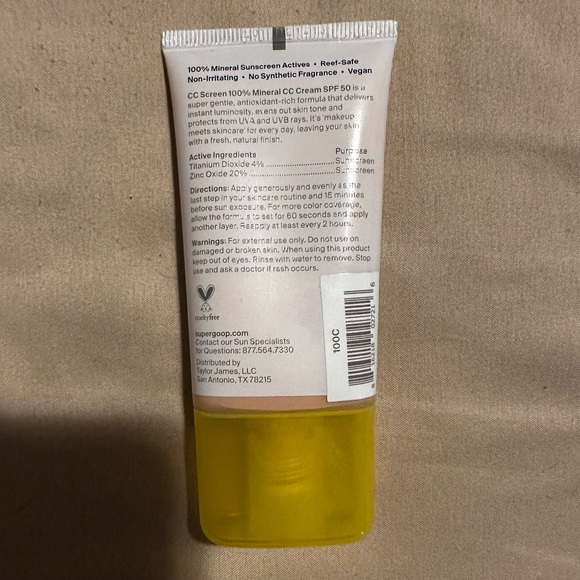 100% Mineral Sunscreen Actives • Reef-Safe
Non-Irritating • No Synthetic Fragrance • Vegan
CC Screen 100% Mineral CC Cream SPF 50 is a
super gentle, antioxidant-rich formula that delivers
instant luminosity, evens out skin tone and
protects from UVA and UVB rays. It's 'makeup
meets skincare' for every day, leaving your skin
with a fresh, natural finish.
Active Ingredients Purpose
Titanium Dioxide 4% Sunscreen
Zinc Oxide 20% Sunscreen
Directions: Apply generously and evenly as the
last step in your skincare routine and 15 minutes
before sun exposure. For more color coverage,
allow the formula to set for 60 seconds and apply
another layer. Reapply at least every 2 hours.
Warnings: For external use only. Do not use on
damaged or broken skin. When using this product
keep out of eyes. Rinse with water to remove. Stop
use and ask a doctor if rash occurs.
crueltyfree
supergoop.com
Contact our Sun Specialists
for Questions: 877.564.7330
Distributed by
Taylor James, LLC
San Antonio, TX 78215
100C